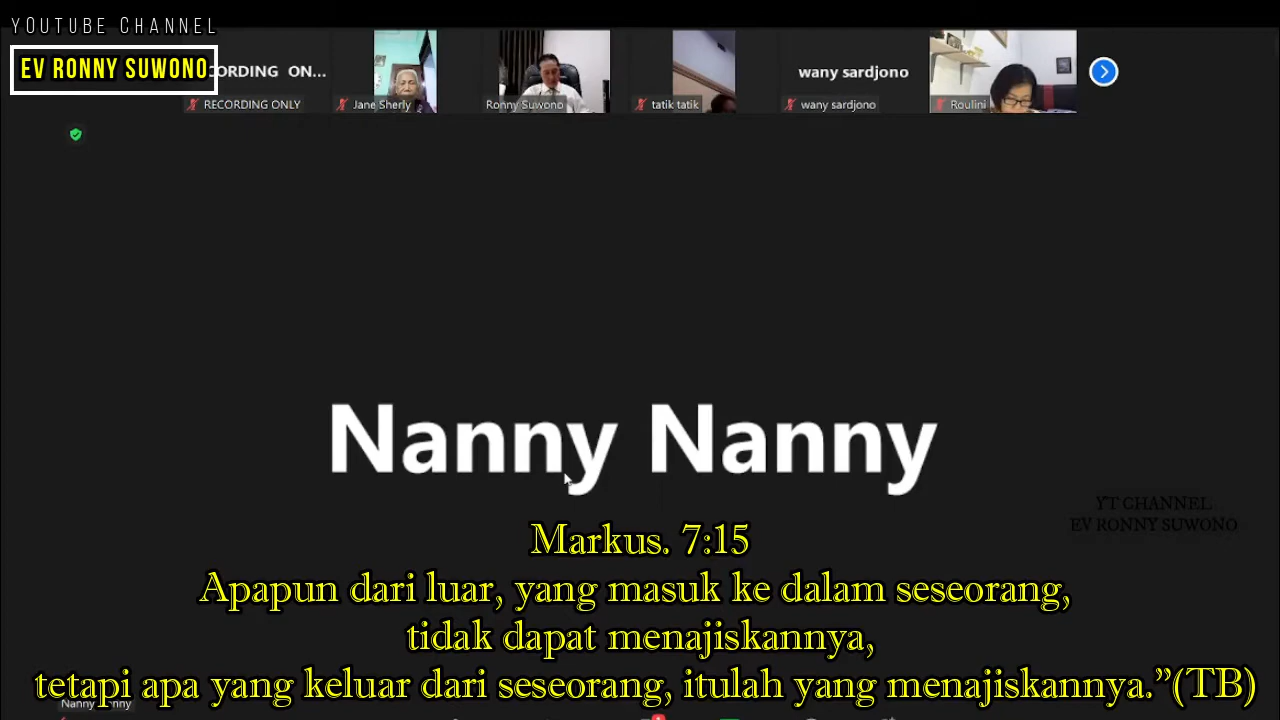 YOUTUBE CHANNEL
EV RONNY SUWONO
CORDING ON...
wany sardjono
RECORDING ONLY
Jane Sherly
Ronny Suwono
tatik tatik
wany sardjono
Roulini
Nanny Nanny
YT CHANNEL
EV RONNY SUWONO
Markus. 7:15
Apapun dari luar, yang masuk ke dalam seseorang,
tidak dapat menajiskannya,
tetapi apa yang keluar dari seseorang, itulah yang menajiskannya.”(TB)
Nanny Nanny